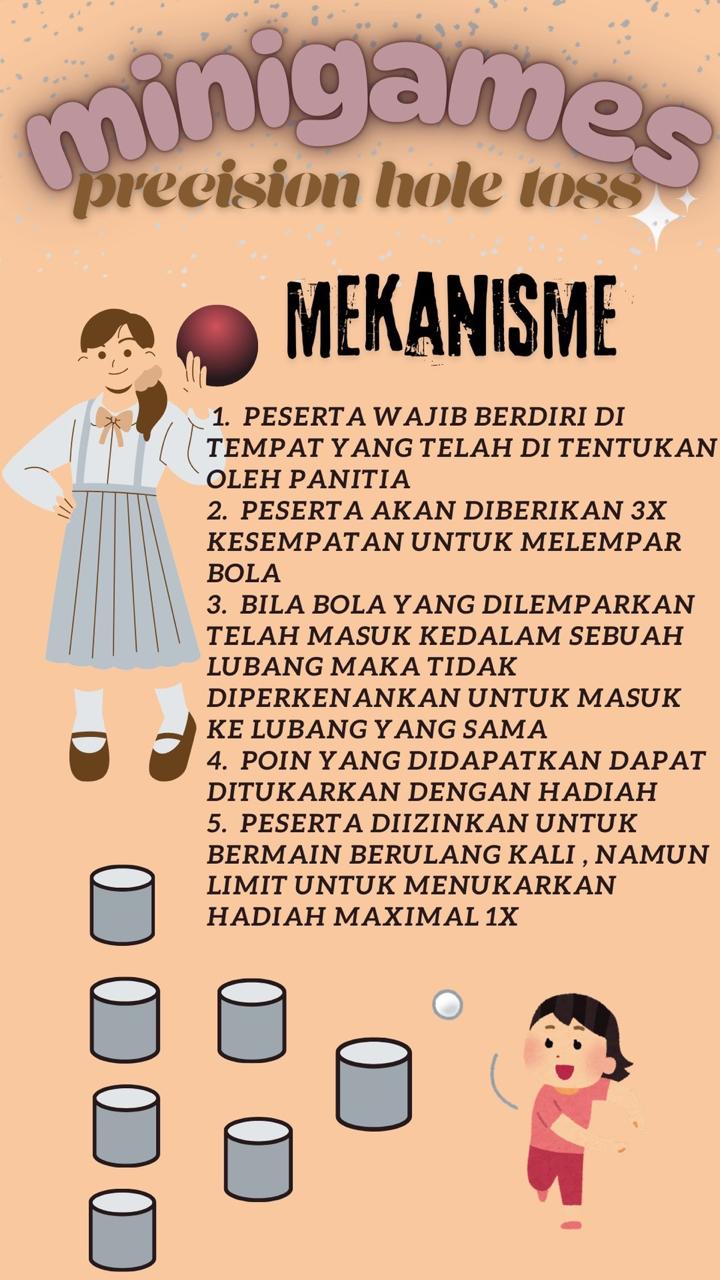 minigames
precision hole toss
MEKANISME
1. PESERTA WAJIB BERDIRI DI
TEMPAT YANG TELAH DI TENTUKAN
OLEH PANITIA
2. PESERTA AKAN DIBERIKAN 3X
KESEMPATAN UNTUK MELEMPAR
BOLA
3. BILA BOLA YANG DILEMPARKAN
TELAH MASUK KEDALAM SEBUAH
LUBANG MAKA TIDAK
DIPERKENANKAN UNTUK MASUK
KE LUBANG YANG SAMA
4. POIN YANG DIDAPATKAN DAPAT
DITUKARKAN DENGAN HADIAH
5. PESERTA DIIZINKAN UNTUK
BERMAIN BERULANG KALI , NAMUN
LIMIT UNTUK MENUKARKAN
HADIAH MAXIMAL 1X